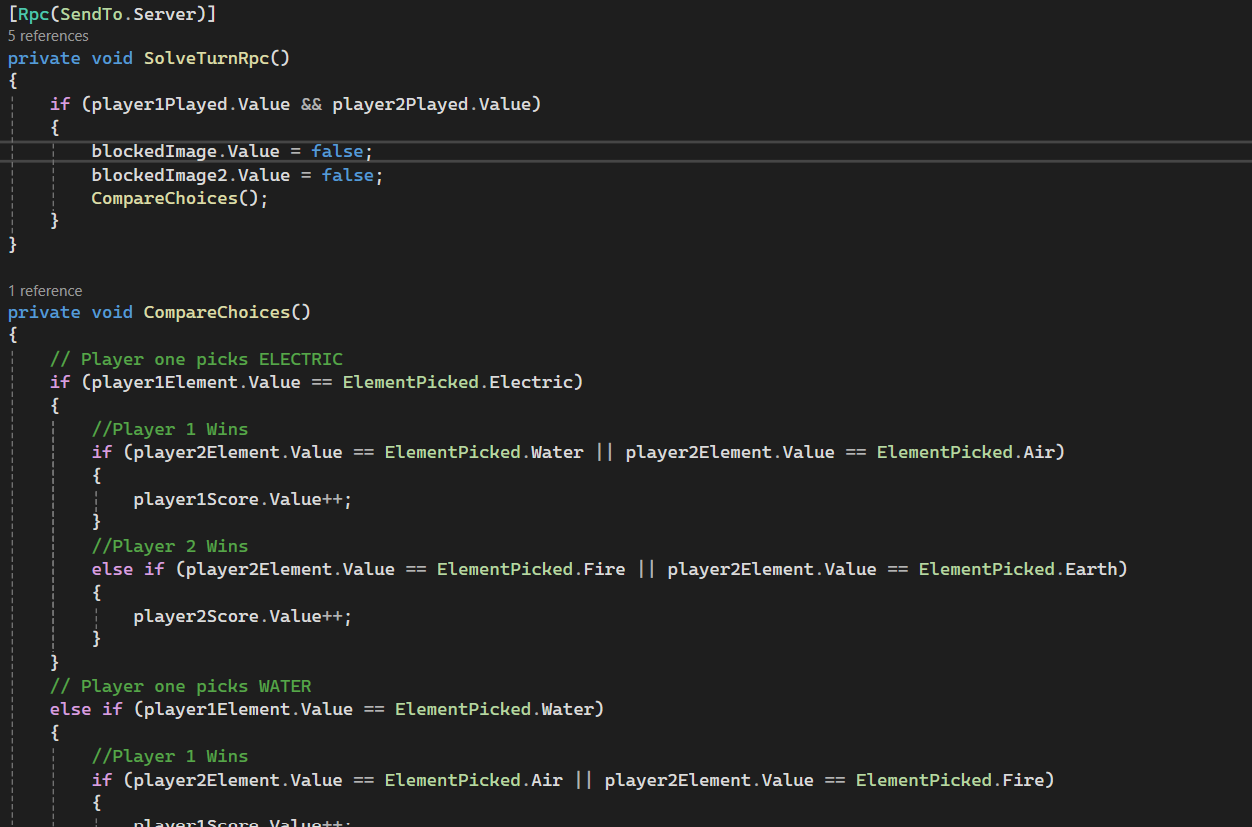 [Rpc(SendTo.Server)]
5 references
private void SolveTurnRpc()
{
if (player1Played.Value && player2Played.Value)
{
blockedImage.Value = false;
blockedImage2.Value = false;
CompareChoices();
}
}
1 reference
private void CompareChoices()
{
// Player one picks ELECTRIC
if (player1Element.Value == ElementPicked.Electric)
{
//Player 1 Wins
if (player2Element.Value == ElementPicked.Water || player2Element.Value == ElementPicked.Air)
{
player1Score.Value++;
}
//Player 2 Wins
else if (player2Element.Value == ElementPicked.Fire || player2Element.Value == ElementPicked.Earth)
{
player2Score.Value++;
}
}
// Player one picks WATER
else if (player1Element.Value == ElementPicked.Water)
{
//Player 1 Wins
if (player2Element.Value == ElementPicked.Air || player2Element.Value == ElementPicked.Fire)
{
player1Score.Value++;